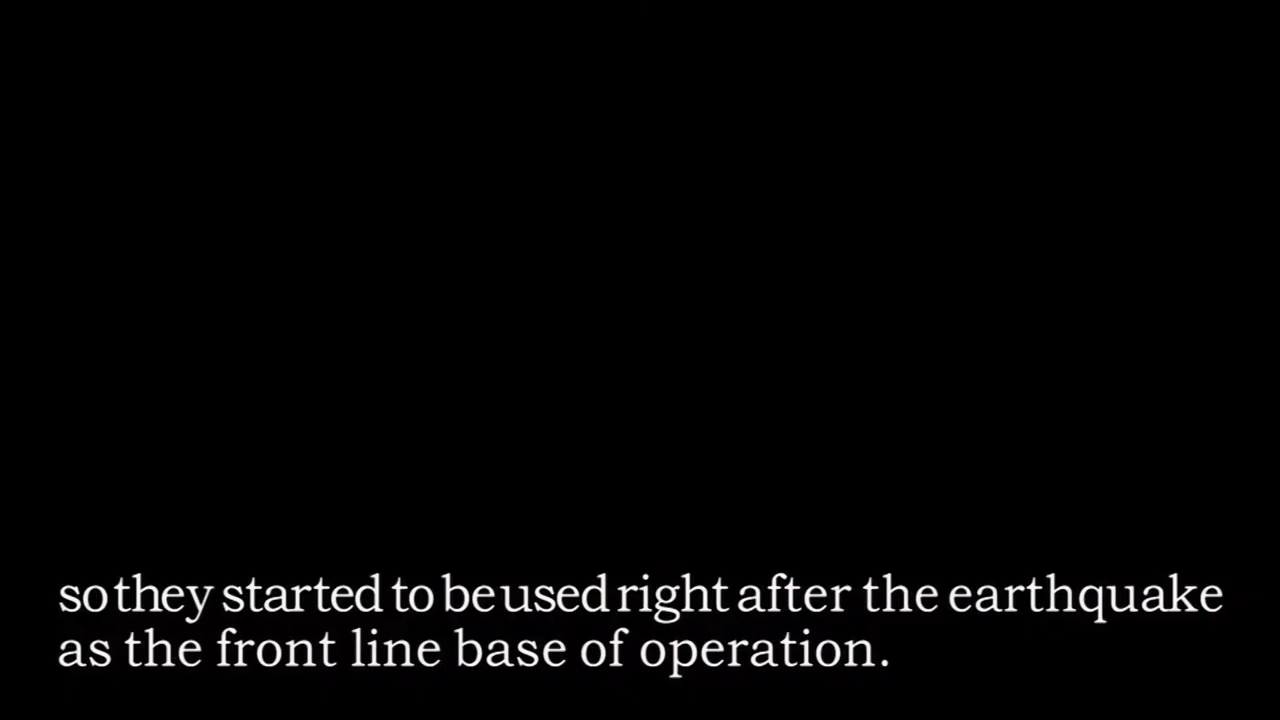 so they started to be used right after the earthquake
as the front line base of operation.